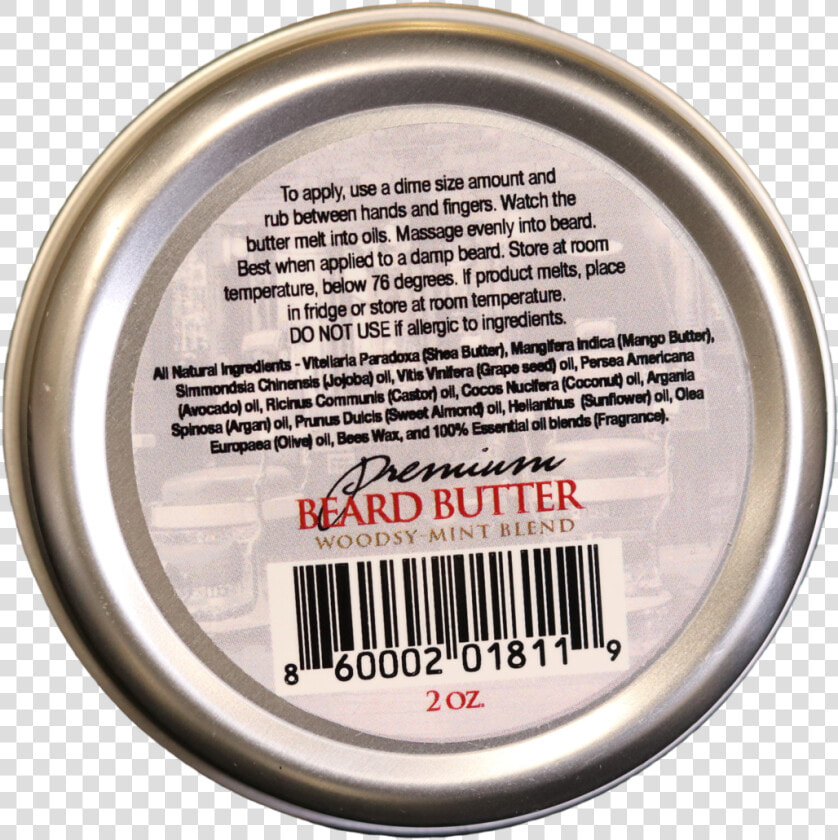 To apply, use a dime size amount and
rub between hands and fingers. Watch the
butter melt into oils. Massage evenly into beard.
Best when applied to a damp beard. Store at room
temperature, below 76 degrees. If product melts, place
in fridge or store at room temperature.
DO NOT USE if allergic to ingredients.
All Natural Ingredients - Vitellaria Paradoxa (Shea Butter), Mangifera Indica (Mango Butter),
Simmondsia Chinensis (Jojoba) oil, Vitis Vinifera (Grape seed) oil, Persea Americana
(Avocado) oil, Ricinus Communis (Castor) oil, Cocos Nucifera (Coconut) oil, Argania
Spinosa (Argan) oil, Prunus Dulcis (Sweet Almond) oil, Helianthus (Sunflower) oil, Olea
Europaea (Olive) oil, Bees Wax, and 100% Essential oil blends (Fragrance).
Premium
BEARD BUTTER
WOODSY-MINT BLEND
8 60002 01811 9
2 OZ.